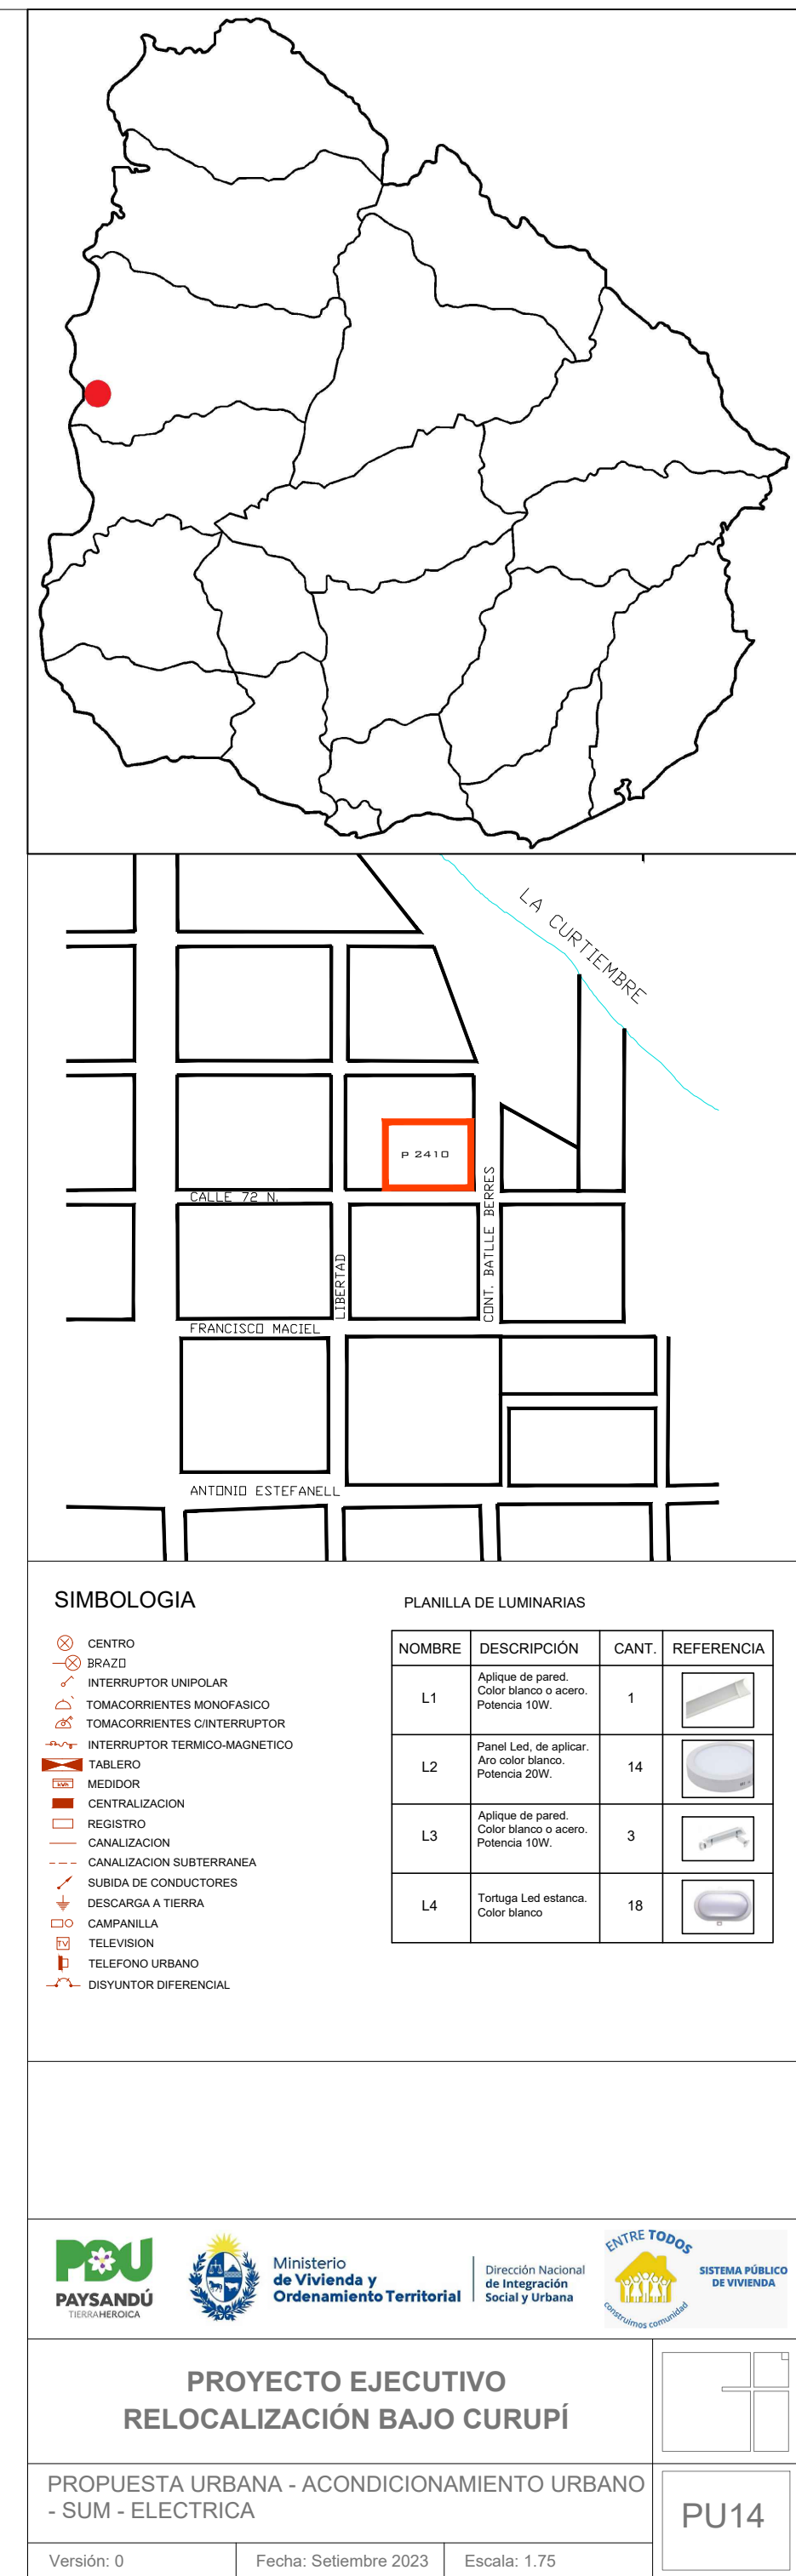 LA CURTIEMBRE
P 2410
CALLE 72 N.
CONT. BATLLE BERRES
LIBERTAD
FRANCISCO MACIEL
ANTONIO ESTEFANELL
SIMBOLOGIA
CENTRO
BRAZO
INTERRUPTOR UNIPOLAR
TOMACORRIENTES MONOFASICO
TOMACORRIENTES C/INTERRUPTOR
INTERRUPTOR TERMICO-MAGNETICO
TABLERO
MEDIDOR
CENTRALIZACION
REGISTRO
CANALIZACION
CANALIZACION SUBTERRANEA
SUBIDA DE CONDUCTORES
DESCARGA A TIERRA
CAMPANILLA
TV TELEVISION
TELEFONO URBANO
DISYUNTOR DIFERENCIAL
PLANILLA DE LUMINARIAS
NOMBRE DESCRIPCIÓN CANT. REFERENCIA
L1 Aplique de pared. 1
Color blanco o acero.
Potencia 10W.
L2 Panel Led, de aplicar. 14
Aro color blanco.
Potencia 20W.
L3 Aplique de pared. 3
Color blanco o acero.
Potencia 10W.
L4 Tortuga Led estanca. 18
Color blanco
PDU
PAYSANDÚ
TIERRAHEROICA
Ministerio
de Vivienda y
Ordenamiento Territorial
Dirección Nacional
de Integración
Social y Urbana
ENTRE TODOS
construimos comunidad
SISTEMA PÚBLICO
DE VIVIENDA
PROYECTO EJECUTIVO
RELOCALIZACIÓN BAJO CURUPÍ
PROPUESTA URBANA - ACONDICIONAMIENTO URBANO
- SUM - ELECTRICA
PU14
Versión: 0
Fecha: Setiembre 2023
Escala: 1.75